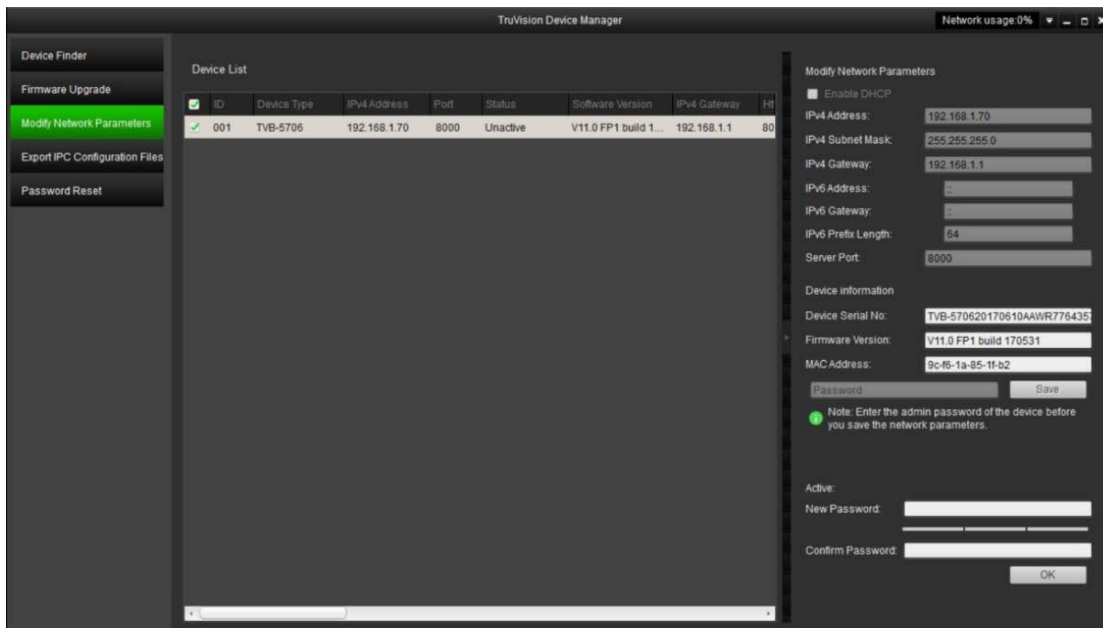 TruVision Device Manager
Network usage:0%
Device Finder
Firmware Upgrade
Modify Network Parameters
Export IPC Configuration Files
Password Reset
Device List
ID Device Type IPv4 Address Port Status Software Version IPv4 Gateway Ht
001 TVB-5706 192.168.1.70 8000 Unactive V11.0 FP1 build 1... 192.168.1.1 80
Modify Network Parameters
Enable DHCP
IPv4 Address: 192.168.1.70
IPv4 Subnet Mask: 255.255.255.0
IPv4 Gateway: 192.168.1.1
IPv6 Address: ::
IPv6 Gateway: ::
IPv6 Prefix Length: 64
Server Port: 8000
Device information
Device Serial No: TVB-570620170610AAWR776435
Firmware Version: V11.0 FP1 build 170531
MAC Address: 9c-f6-1a-85-1f-b2
Password Save
Note: Enter the admin password of the device before
you save the network parameters.
Active:
New Password:
Confirm Password:
OK